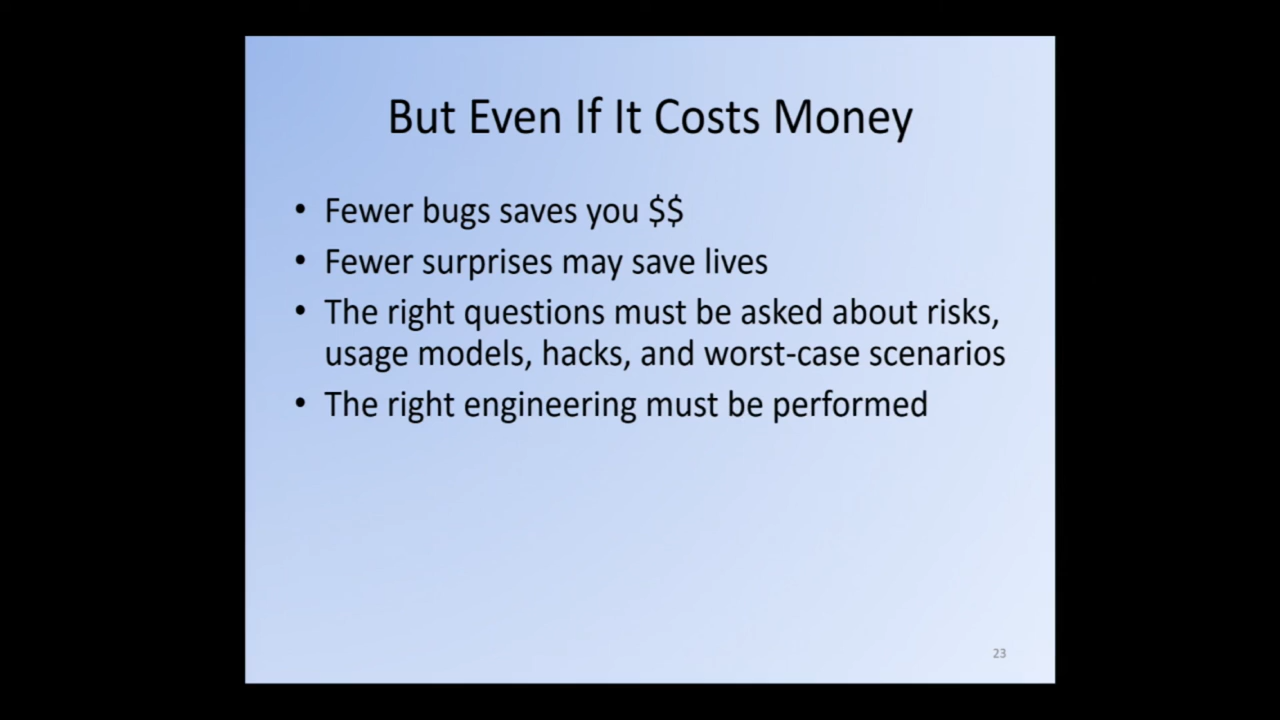 But Even If It Costs Money
• Fewer bugs saves you $$
• Fewer surprises may save lives
• The right questions must be asked about risks,
usage models, hacks, and worst-case scenarios
• The right engineering must be performed
23